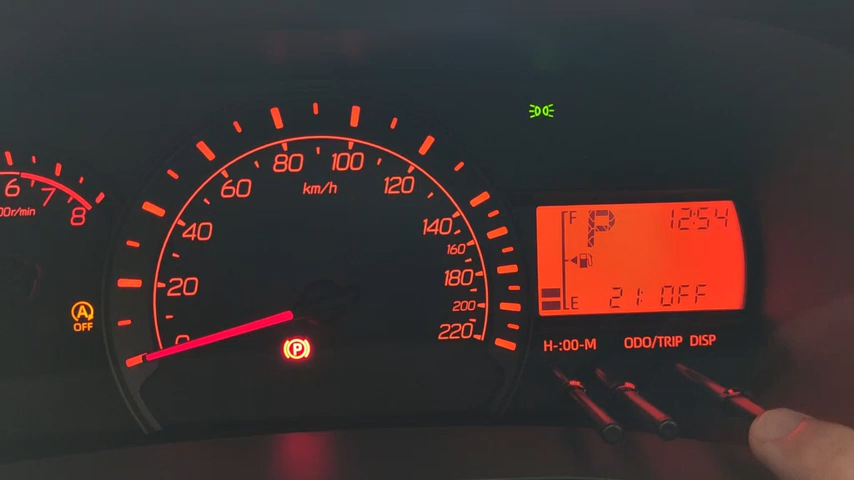 6 7 8
00r/min
A
OFF
0 20 40 60 80 100 120 140 160 180 200 220
km/h
P
F P 12:54
E 21: OFF
H-:00-M ODO/TRIP DISP